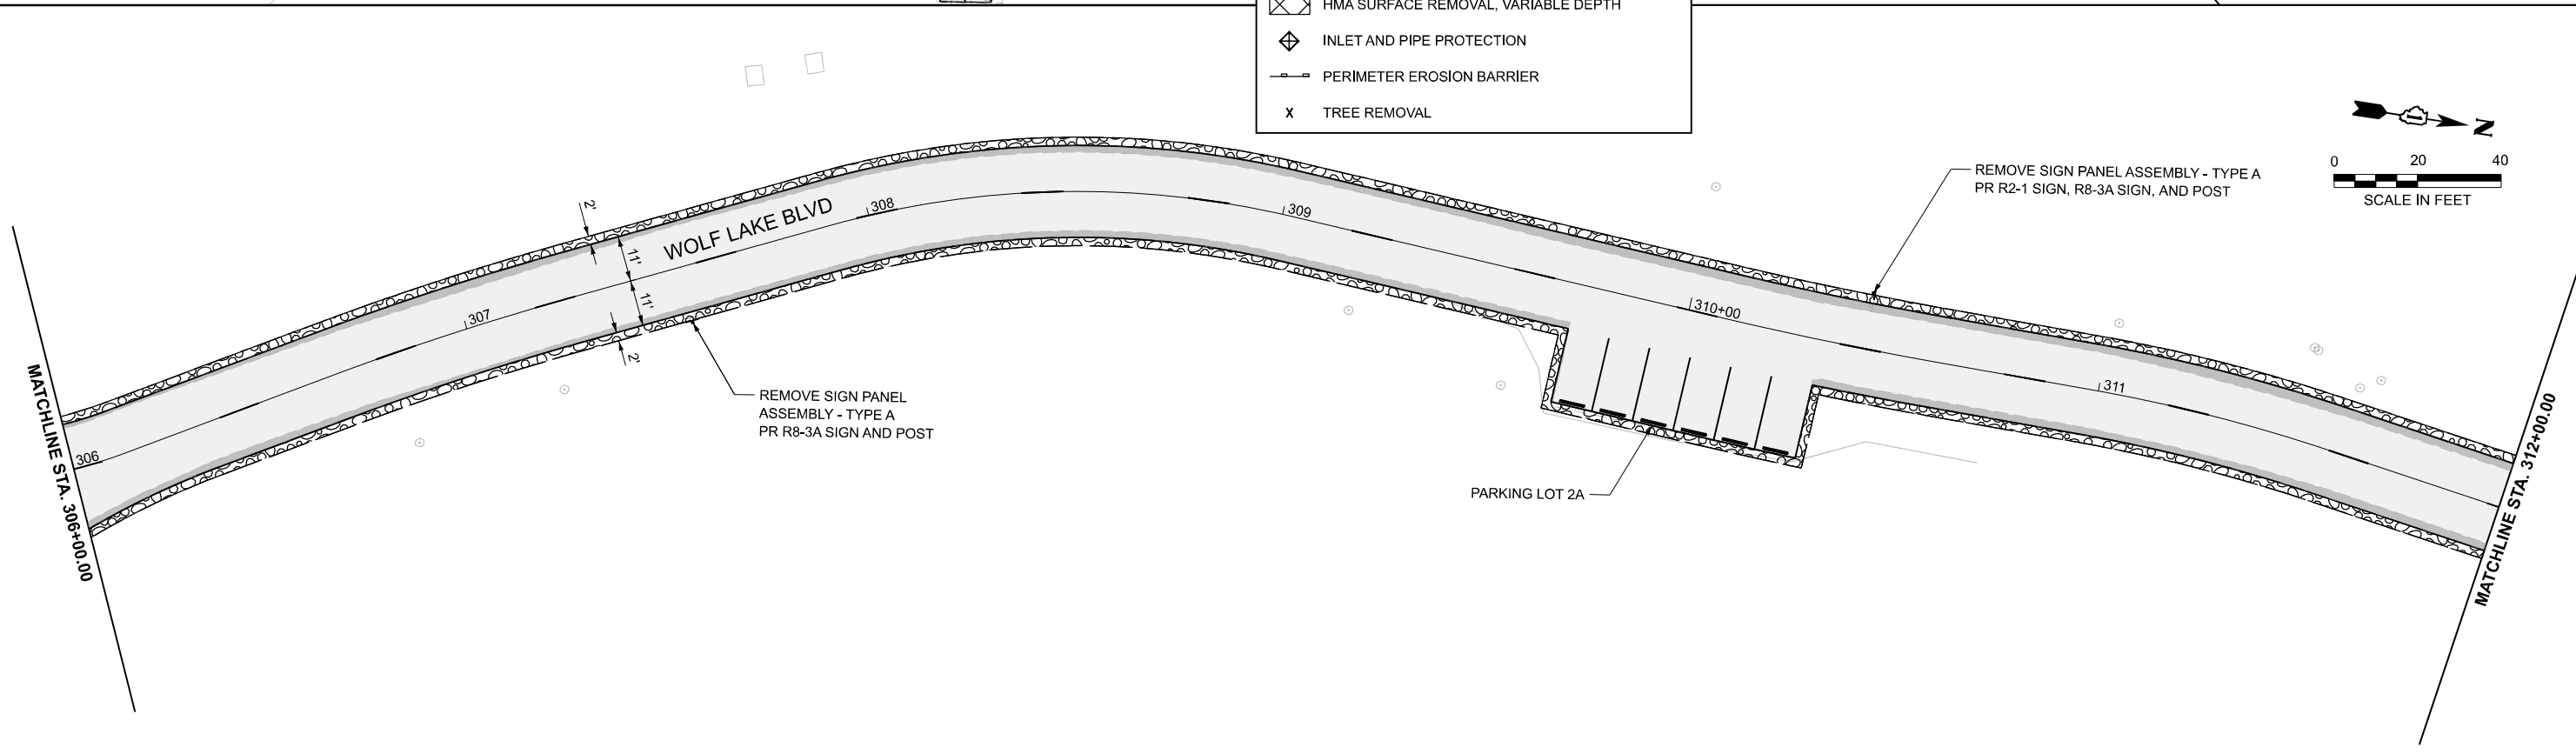 HMA SURFACE REMOVAL, VARIABLE DEPTH
INLET AND PIPE PROTECTION
PERIMETER EROSION BARRIER
X TREE REMOVAL
N
0 20 40
SCALE IN FEET
REMOVE SIGN PANEL ASSEMBLY - TYPE A
PR R2-1 SIGN, R8-3A SIGN, AND POST
2'
11'
11'
2'
WOLF LAKE BLVD
306
307
308
309
310+00
311
REMOVE SIGN PANEL
ASSEMBLY - TYPE A
PR R8-3A SIGN AND POST
PARKING LOT 2A
MATCHLINE STA. 306+00.00
MATCHLINE STA. 312+00.00